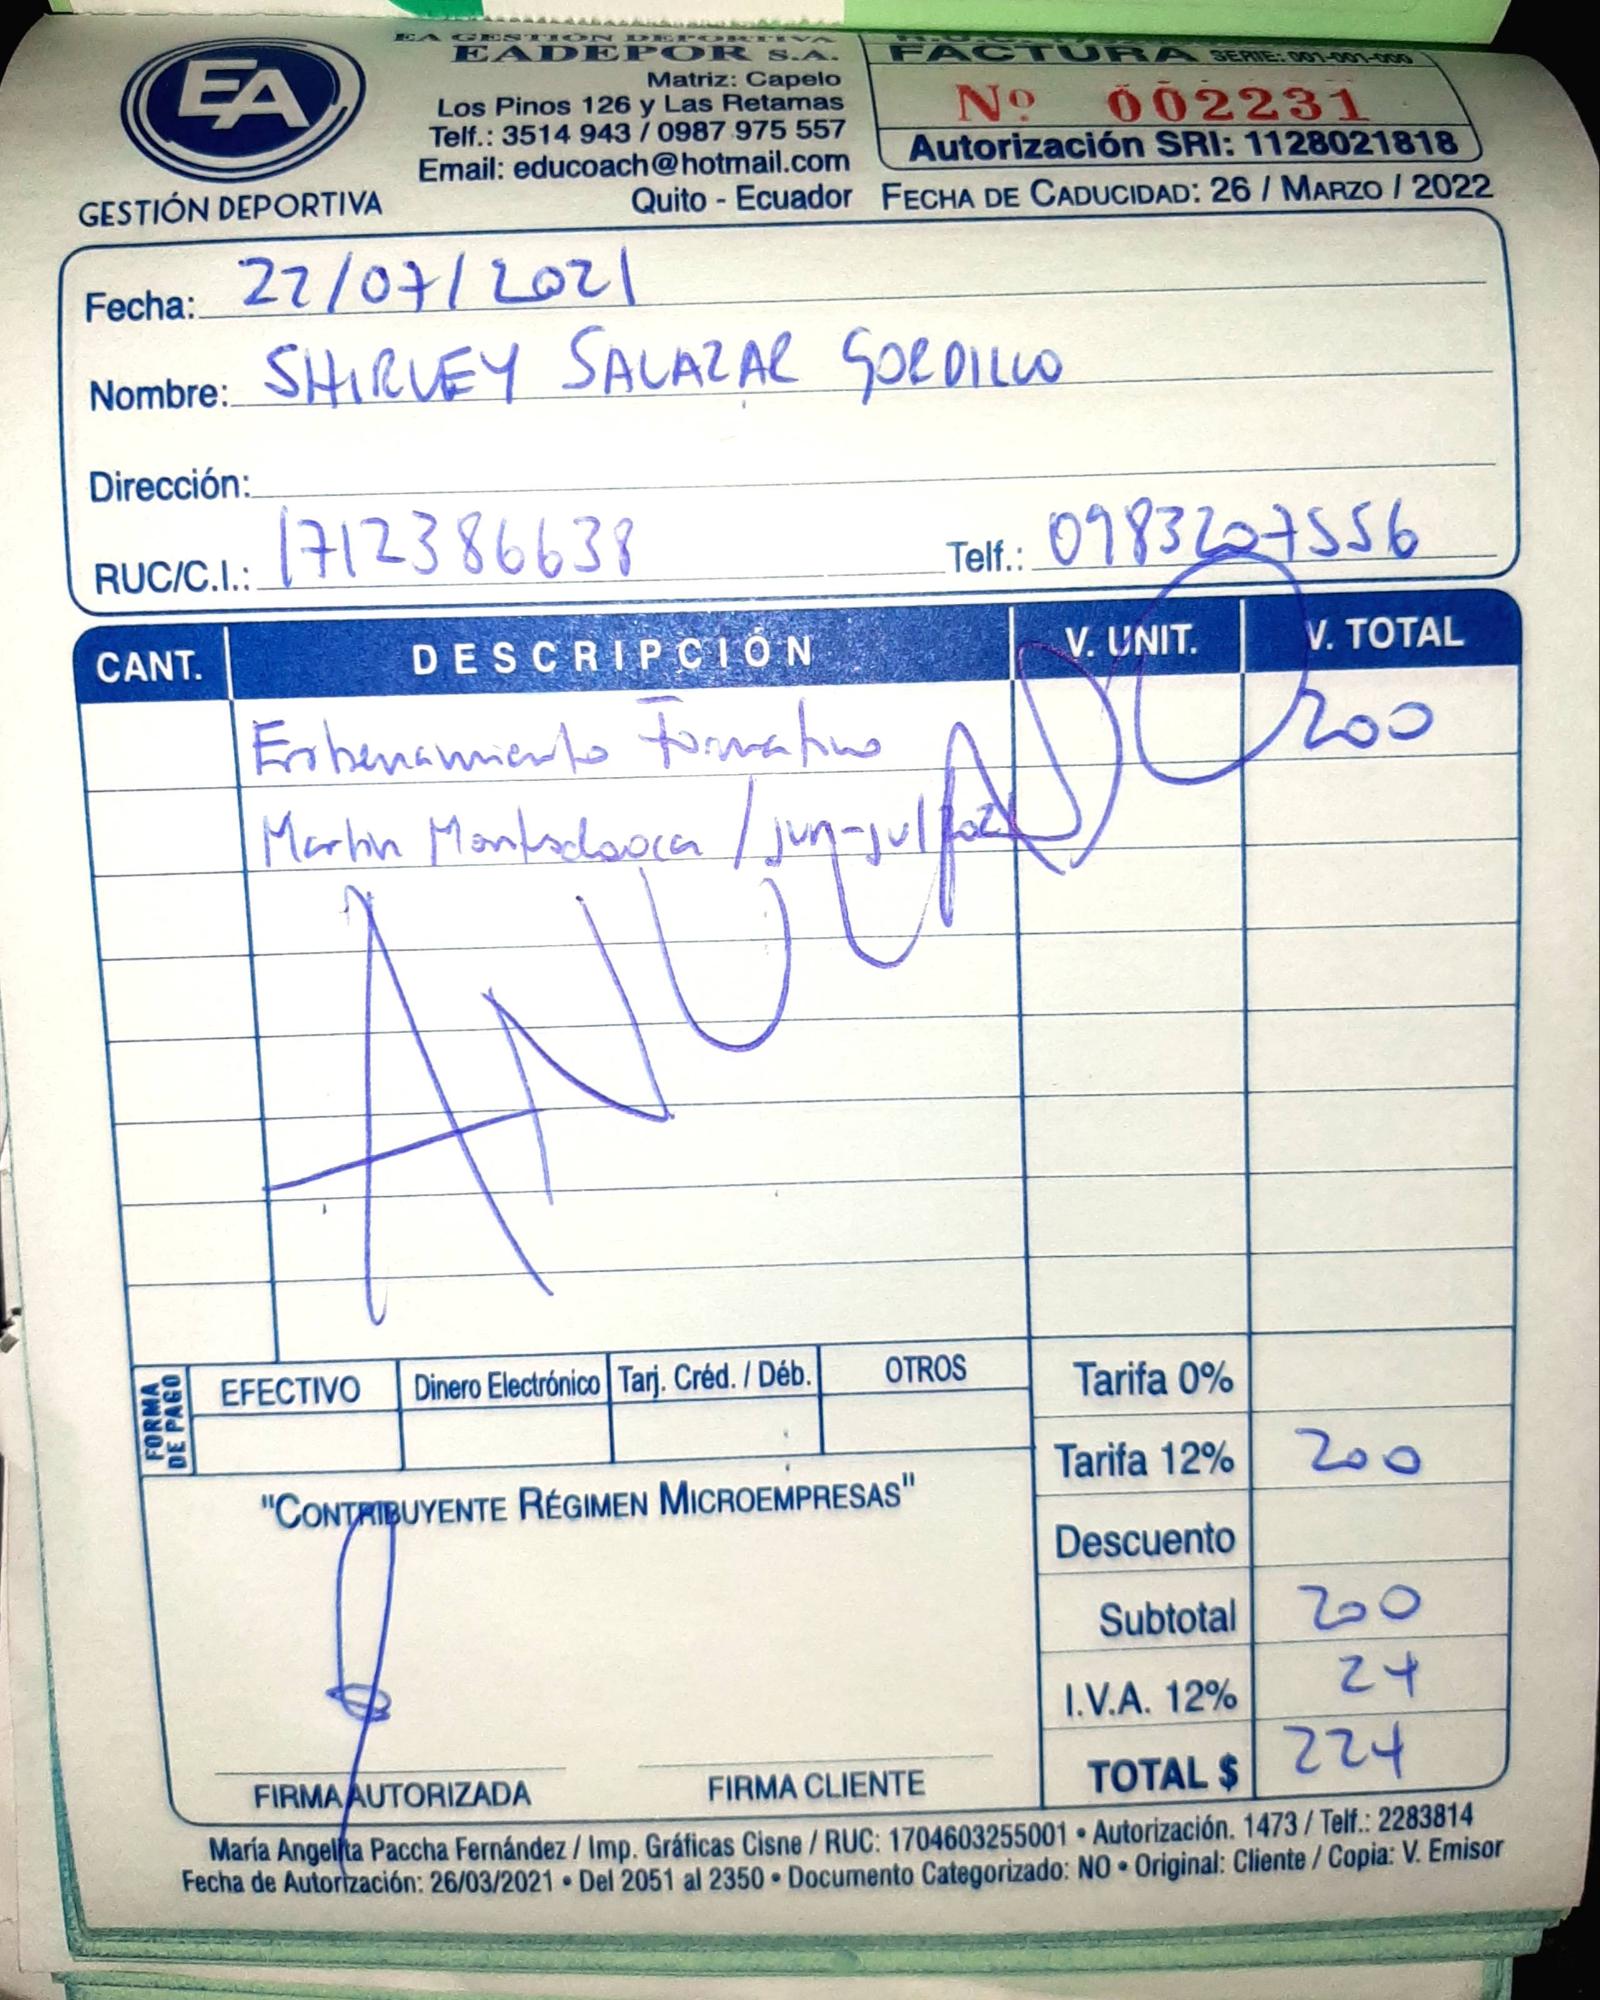 EA
GESTIÓN DEPORTIVA
EA GESTION DEPORTIVA
EADEPOR S.A.
Matriz: Capelo
Los Pinos 126 y Las Retamas
Telf.: 3514 943 / 0987 975 557
Email: educoach@hotmail.com
Quito - Ecuador
FACTURA SERIE: 001-001-000
Nº 002231
Autorización SRI: 1128021818
FECHA DE CADUCIDAD: 26 / MARZO / 2022
Fecha: 22/07/2021
Nombre: SHIRLEY SALAZAR GORDILLO
Dirección:
RUC/C.I.: 1712386638 Telf.: 0983207556
CANT. DESCRIPCIÓN V. UNIT. V. TOTAL
Entrenamiento Formativo 200
Martin / jun-jul
ANULADO
FORMA DE PAGO
EFECTIVO Dinero Electrónico Tarj. Créd. / Déb. OTROS
Tarifa 0%
Tarifa 12% 200
"CONTRIBUYENTE RÉGIMEN MICROEMPRESAS"
Descuento
Subtotal 200
I.V.A. 12% 24
TOTAL $ 224
FIRMA AUTORIZADA FIRMA CLIENTE
María Angelita Paccha Fernández / Imp. Gráficas Cisne / RUC: 1704603255001 • Autorización. 1473 / Telf.: 2283814
Fecha de Autorización: 26/03/2021 • Del 2051 al 2350 • Documento Categorizado: NO • Original: Cliente / Copia: V. Emisor